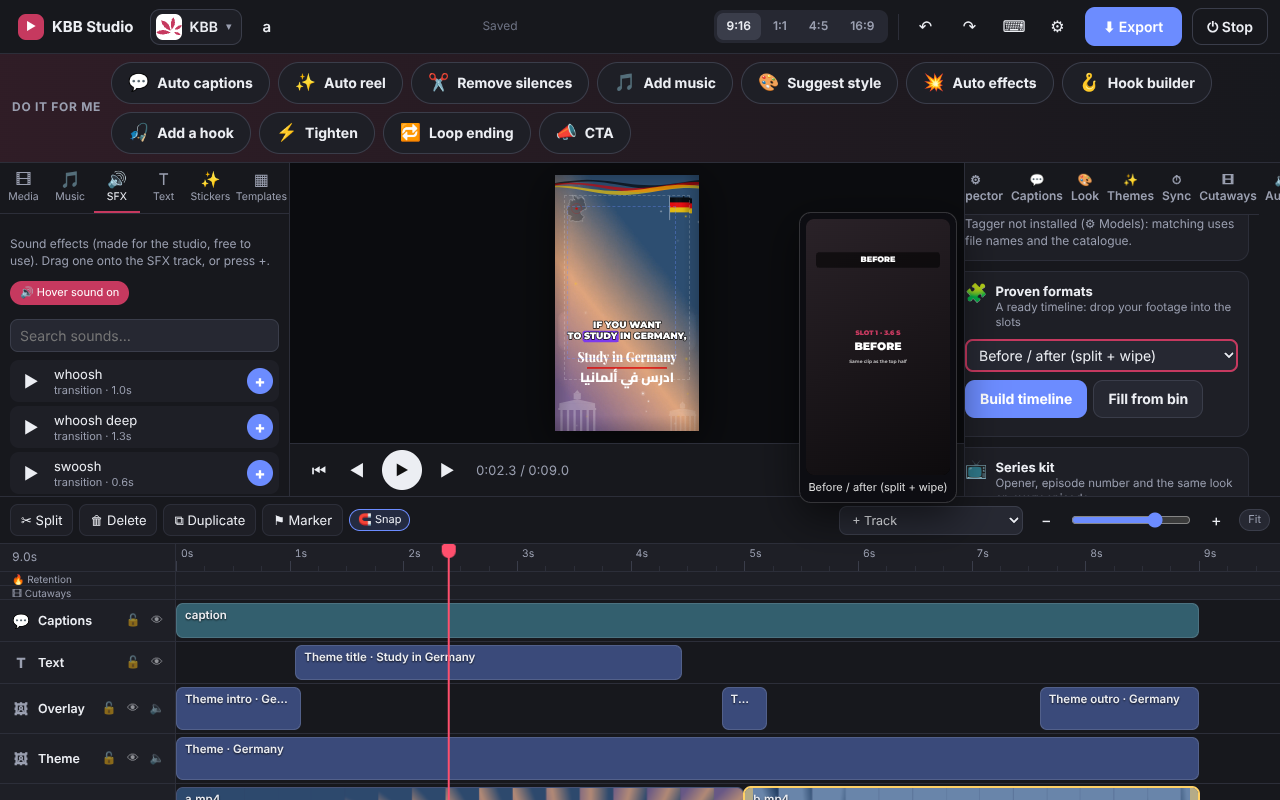 KBB Studio
KBB
a
Saved
9:16
1:1
4:5
16:9
Export
Stop
DO IT FOR ME
Auto captions
Auto reel
Remove silences
Add music
Suggest style
Auto effects
Hook builder
Add a hook
Tighten
Loop ending
CTA
Media
Music
SFX
Text
Stickers
Templates
Sound effects (made for the studio, free to
use). Drag one onto the SFX track, or press +.
Hover sound on
Search sounds...
whoosh
transition · 1.0s
whoosh deep
transition · 1.3s
swoosh
transition · 0.6s
IF YOU WANT
TO STUDY IN GERMANY,
Study in Germany
ادرس في ألمانيا
0:02.3 / 0:09.0
BEFORE
SLOT 1 · 3.6 S
BEFORE
Same clip as the top half
Before / after (split + wipe)
pector
Captions
Look
Themes
Sync
Cutaways
Au
Tagger not installed (⚙ Models): matching uses
file names and the catalogue.
Proven formats
A ready timeline: drop your footage into the
slots
Before / after (split + wipe)
Build timeline
Fill from bin
Series kit
Opener, episode number and the same look
Split
Delete
Duplicate
Marker
Snap
+ Track
−
+
Fit
9.0s
0s
1s
2s
3s
4s
5s
6s
7s
8s
9s
Retention
Cutaways
Captions
caption
Text
Theme title · Study in Germany
Overlay
Theme intro · Ge...
T...
Theme outro · Germany
Theme
Theme · Germany
a.mp4
b.mp4